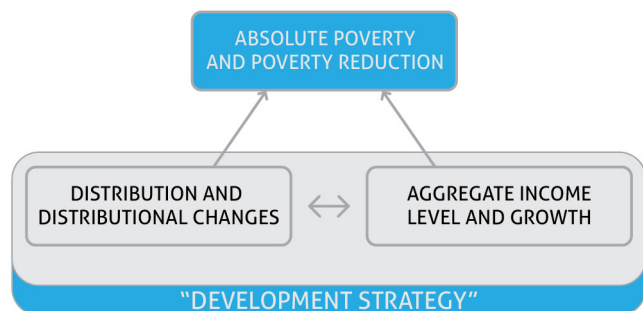 ABSOLUTE POVERTY
AND POVERTY REDUCTION
DISTRIBUTION AND
DISTRIBUTIONAL CHANGES
AGGREGATE INCOME
LEVEL AND GROWTH
"DEVELOPMENT STRATEGY"